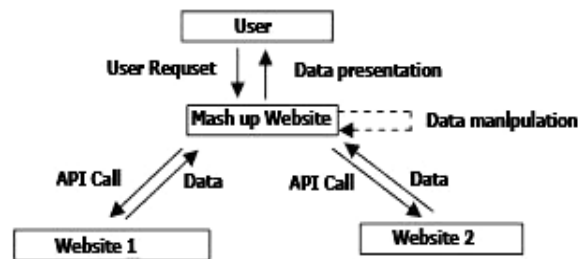 User
User Requset
Data presentation
Mash up Website
Data manlpulation
API Call
Data
API Call
Data
Website 1
Website 2